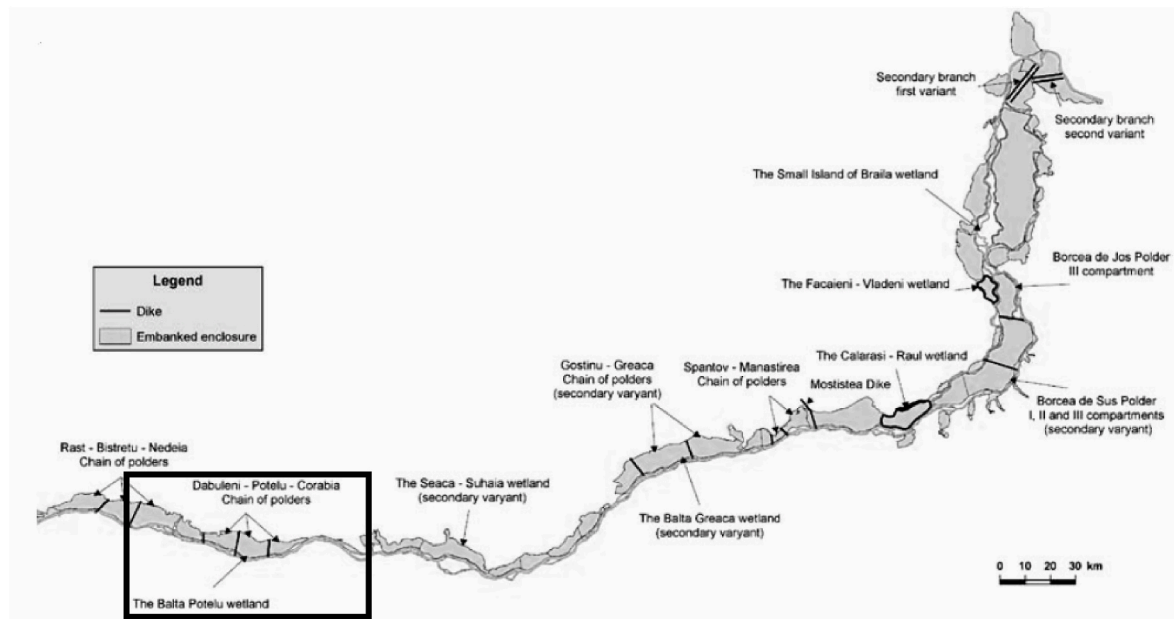 Secondary branch
first variant
Secondary branch
second variant
The Small Island of Braila wetland
Borcea de Jos Polder
III compartment
The Facaieni - Vladeni wetland
Legend
Dike
Embanked enclosure
The Calarasi - Raul wetland
Gostinu - Greaca
Chain of polders
(secondary varyant)
Spantov - Manastirea
Chain of polders
Mostistea Dike
Borcea de Sus Polder
I, II and III compartments
(secondary varyant)
Rast - Bistretu - Nedeia
Chain of polders
Dabuleni - Potelu - Corabia
Chain of polders
The Seaca - Suhaia wetland
(secondary varyant)
The Balta Greaca wetland
(secondary varyant)
The Balta Potelu wetland
0 10 20 30 km